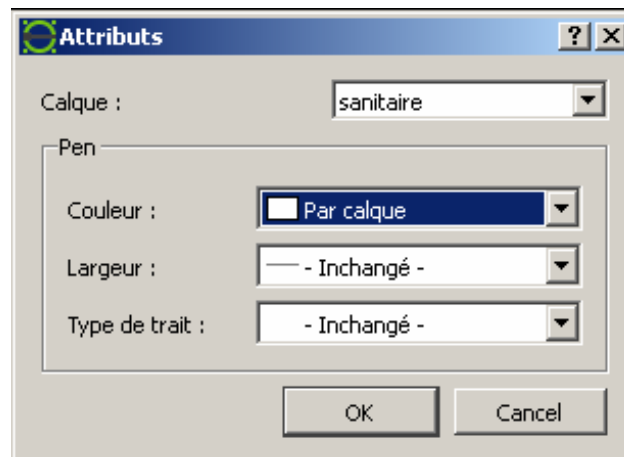 Attributs
Calque : sanitaire
Pen
Couleur : Par calque
Largeur : - Inchangé -
Type de trait : - Inchangé -
OK Cancel